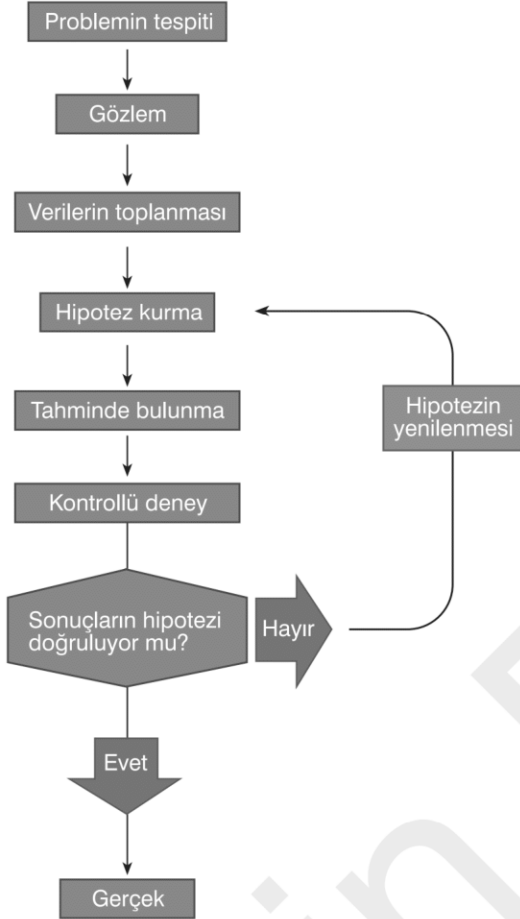 Problemin tespiti
Gözlem
Verilerin toplanması
Hipotez kurma
Tahminde bulunma
Hipotezin
yenilenmesi
Kontrollü deney
Sonuçların hipotezi
doğruluyor mu?
Hayır
Evet
Gerçek